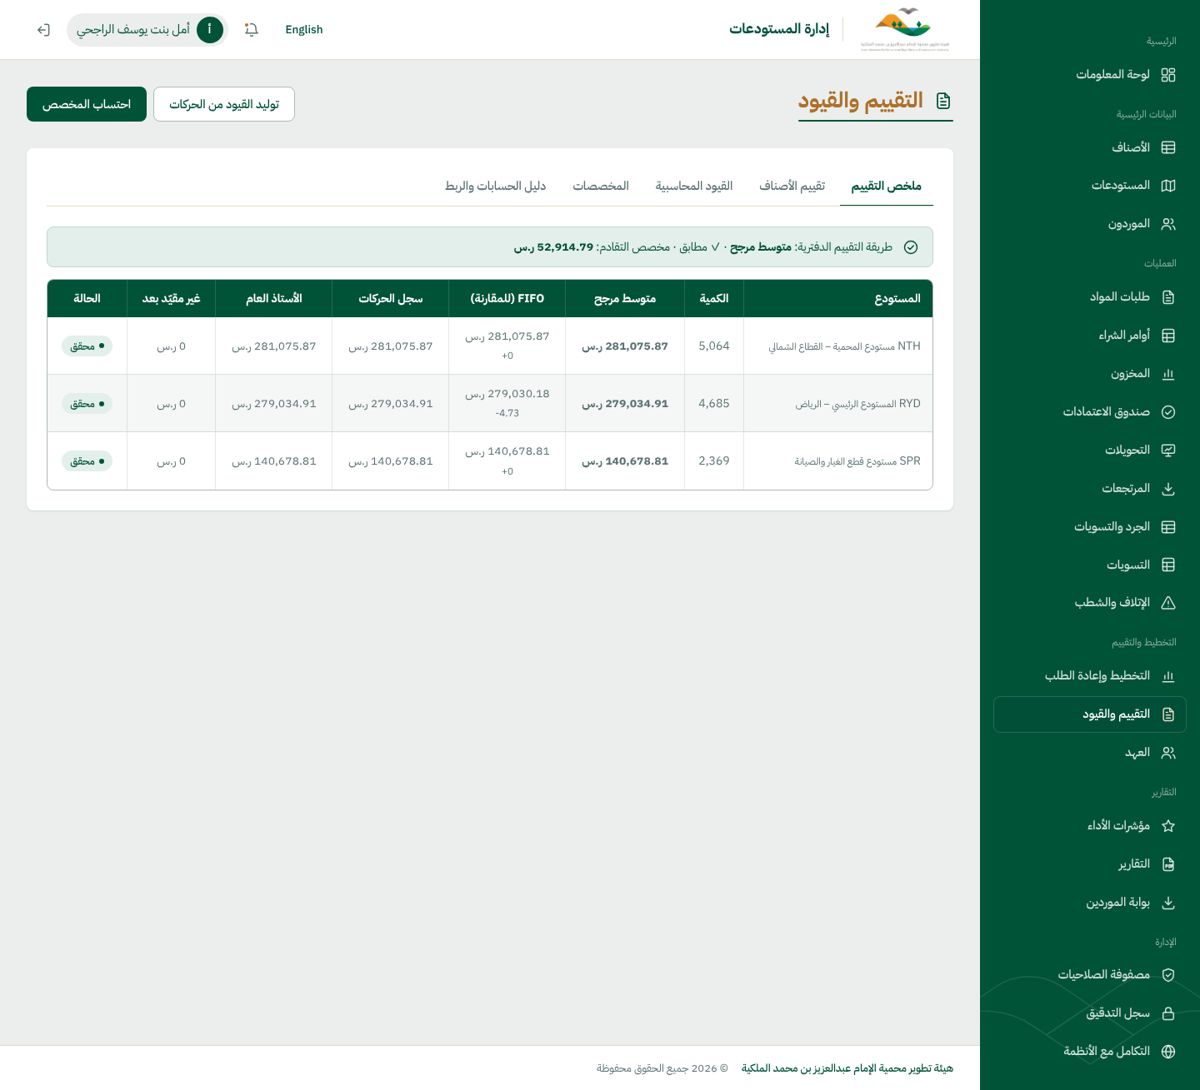 إدارة المستودعات
English
أ
أمل بنت يوسف الراجحي
الرئيسية
لوحة المعلومات
البيانات الرئيسية
الأصناف
المستودعات
الموردون
العمليات
طلبات المواد
أوامر الشراء
المخزون
صندوق الاعتمادات
التحويلات
المرتجعات
الجرد والتسويات
التسويات
الإتلاف والشطب
التخطيط والتقييم
التخطيط وإعادة الطلب
التقييم والقيود
العهد
التقارير
مؤشرات الأداء
التقارير
بوابة الموردين
الإدارة
مصفوفة الصلاحيات
سجل التدقيق
التكامل مع الأنظمة
التقييم والقيود
توليد القيود من الحركات
احتساب المخصص
ملخص التقييم تقييم الأصناف القيود المحاسبية المخصصات دليل الحسابات والربط
طريقة التقييم الدفترية: متوسط مرجح · ✓ مطابق · مخصص التقادم: 52,914.79 ر.س
المستودع الكمية متوسط مرجح FIFO (للمقارنة) سجل الحركات الأستاذ العام غير مقيّد بعد الحالة
NTH مستودع المحمية – القطاع الشمالي 5,064 281,075.87 ر.س 281,075.87 ر.س +0 281,075.87 ر.س 281,075.87 ر.س 0 ر.س محقق
RYD المستودع الرئيسي – الرياض 4,685 279,034.91 ر.س 279,030.18 ر.س -4.73 279,034.91 ر.س 279,034.91 ر.س 0 ر.س محقق
SPR مستودع قطع الغيار والصيانة 2,369 140,678.81 ر.س 140,678.81 ر.س +0 140,678.81 ر.س 140,678.81 ر.س 0 ر.س محقق
هيئة تطوير محمية الإمام عبدالعزيز بن محمد الملكية © 2026 جميع الحقوق محفوظة